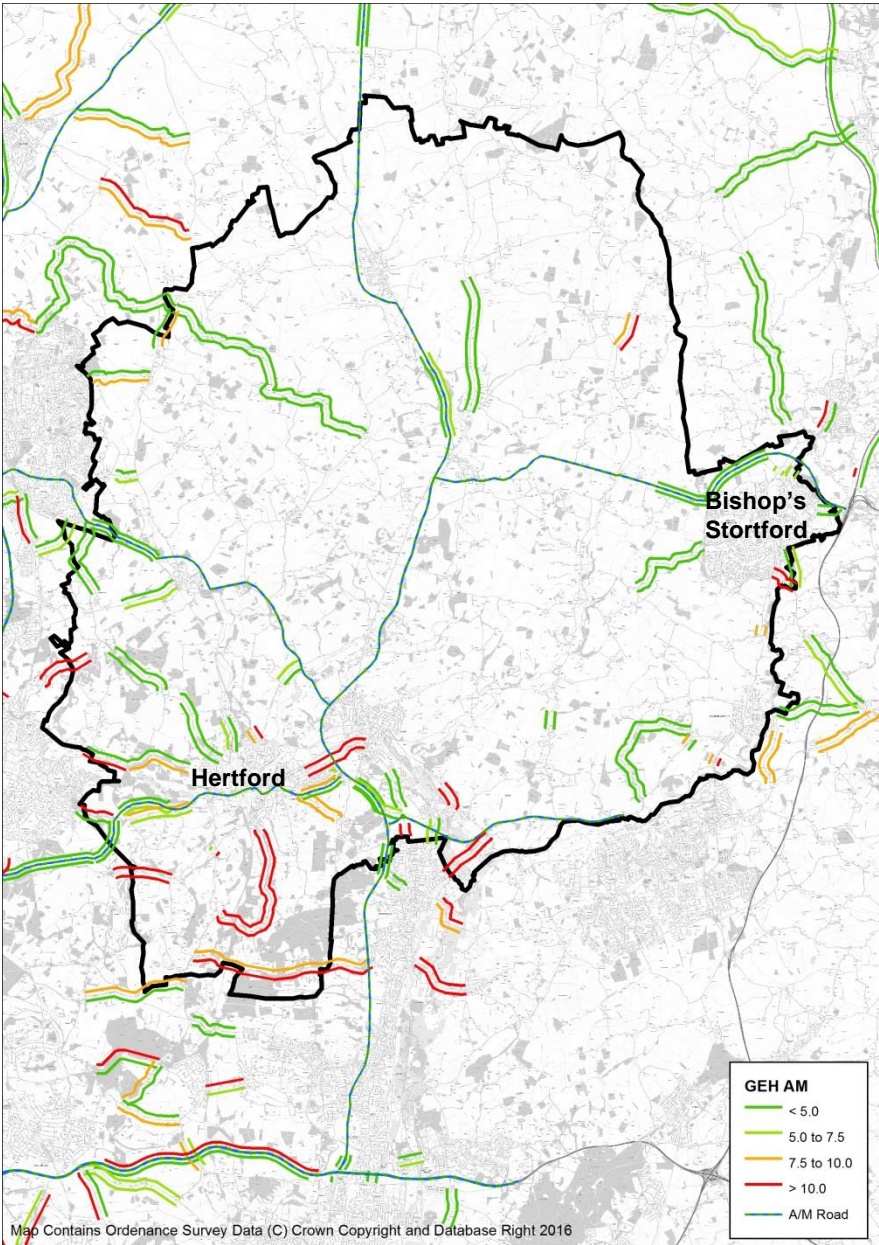 Bishop's
Stortford
Hertford
GEH AM
< 5.0
5.0 to 7.5
7.5 to 10.0
> 10.0
A/M Road
Map Contains Ordenance Survey Data (C) Crown Copyright and Database Right 2016